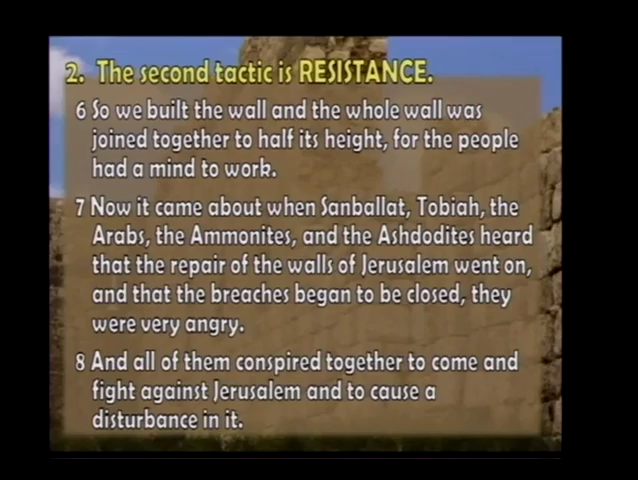 2. The second tactic is RESISTANCE.
6 So we built the wall and the whole wall was
joined together to half its height, for the people
had a mind to work.
7 Now it came about when Sanballat, Tobiah, the
Arabs, the Ammonites, and the Ashdodites heard
that the repair of the walls of Jerusalem went on,
and that the breaches began to be closed, they
were very angry.
8 And all of them conspired together to come and
fight against Jerusalem and to cause a
disturbance in it.